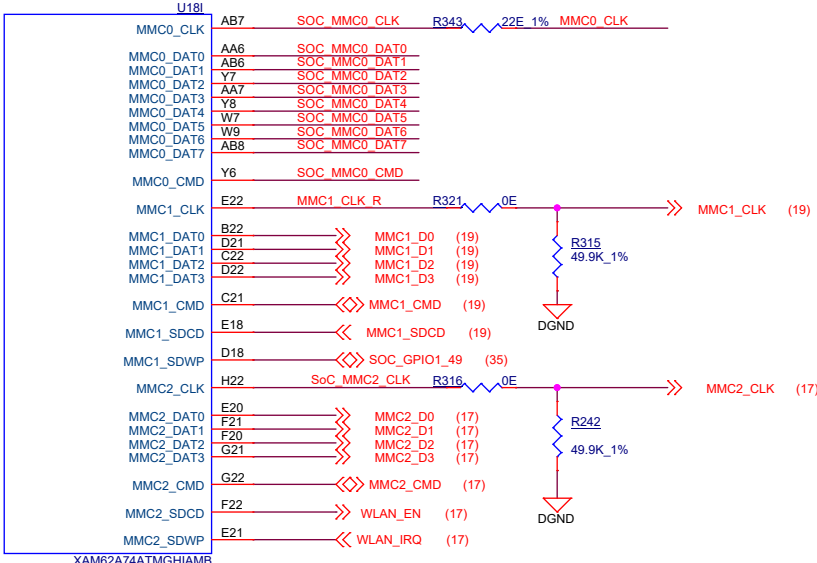 U18I
MMC0_CLK AB7 SOC_MMC0_CLK R343 22E_1% MMC0_CLK
MMC0_DAT0 AA6 SOC_MMC0_DAT0
MMC0_DAT1 AB6 SOC_MMC0_DAT1
MMC0_DAT2 Y7 SOC_MMC0_DAT2
MMC0_DAT3 AA7 SOC_MMC0_DAT3
MMC0_DAT4 Y8 SOC_MMC0_DAT4
MMC0_DAT5 W7 SOC_MMC0_DAT5
MMC0_DAT6 W9 SOC_MMC0_DAT6
MMC0_DAT7 AB8 SOC_MMC0_DAT7
MMC0_CMD Y6 SOC_MMC0_CMD
MMC1_CLK E22 MMC1_CLK_R R321 0E MMC1_CLK (19)
MMC1_DAT0 B22 MMC1_D0 (19)
MMC1_DAT1 D21 MMC1_D1 (19)
MMC1_DAT2 C22 MMC1_D2 (19)
MMC1_DAT3 D22 MMC1_D3 (19)
R315
49.9K_1%
MMC1_CMD C21 MMC1_CMD (19)
DGND
MMC1_SDCD E18 MMC1_SDCD (19)
MMC1_SDWP D18 SOC_GPIO1_49 (35)
MMC2_CLK H22 SoC_MMC2_CLK R316 0E MMC2_CLK (17)
MMC2_DAT0 E20 MMC2_D0 (17)
MMC2_DAT1 F21 MMC2_D1 (17)
MMC2_DAT2 F20 MMC2_D2 (17)
MMC2_DAT3 G21 MMC2_D3 (17)
R242
49.9K_1%
MMC2_CMD G22 MMC2_CMD (17)
MMC2_SDCD F22 WLAN_EN (17)
DGND
MMC2_SDWP E21 WLAN_IRQ (17)
XAM62A74ATMGHIAMB